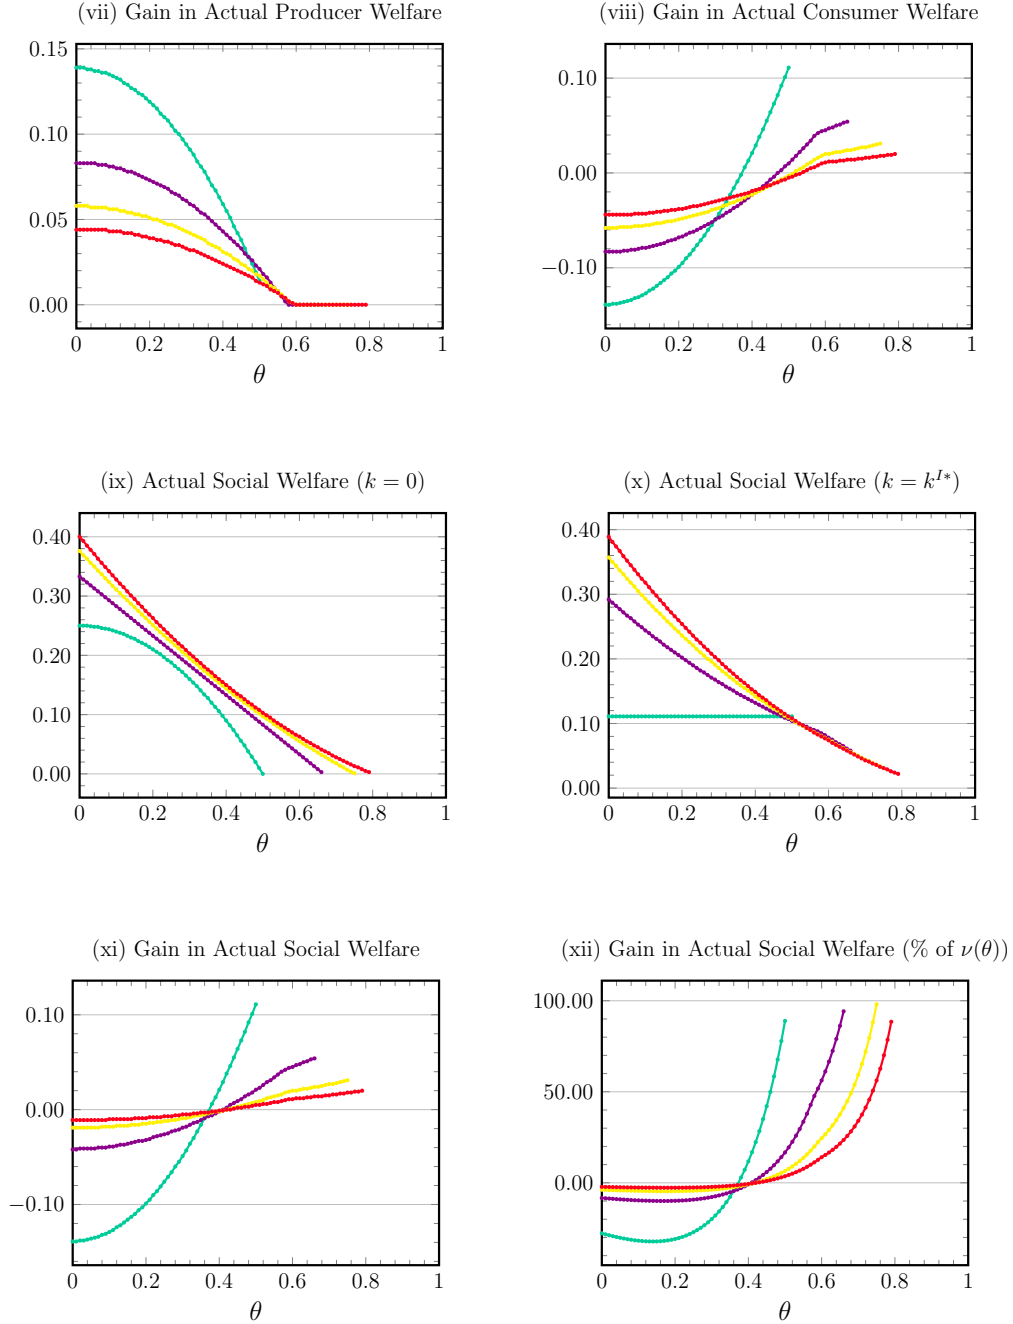 (vii) Gain in Actual Producer Welfare
(viii) Gain in Actual Consumer Welfare
0.15
0.10
0.05
0.00
0 0.2 0.4 0.6 0.8 1
θ
0.10
0.00
−0.10
0 0.2 0.4 0.6 0.8 1
θ
(ix) Actual Social Welfare (k = 0)
(x) Actual Social Welfare (k = k^{I∗})
0.40
0.30
0.20
0.10
0.00
0 0.2 0.4 0.6 0.8 1
θ
0.40
0.30
0.20
0.10
0.00
0 0.2 0.4 0.6 0.8 1
θ
(xi) Gain in Actual Social Welfare
(xii) Gain in Actual Social Welfare (% of ν(θ))
0.10
0.00
−0.10
0 0.2 0.4 0.6 0.8 1
θ
100.00
50.00
0.00
0 0.2 0.4 0.6 0.8 1
θ